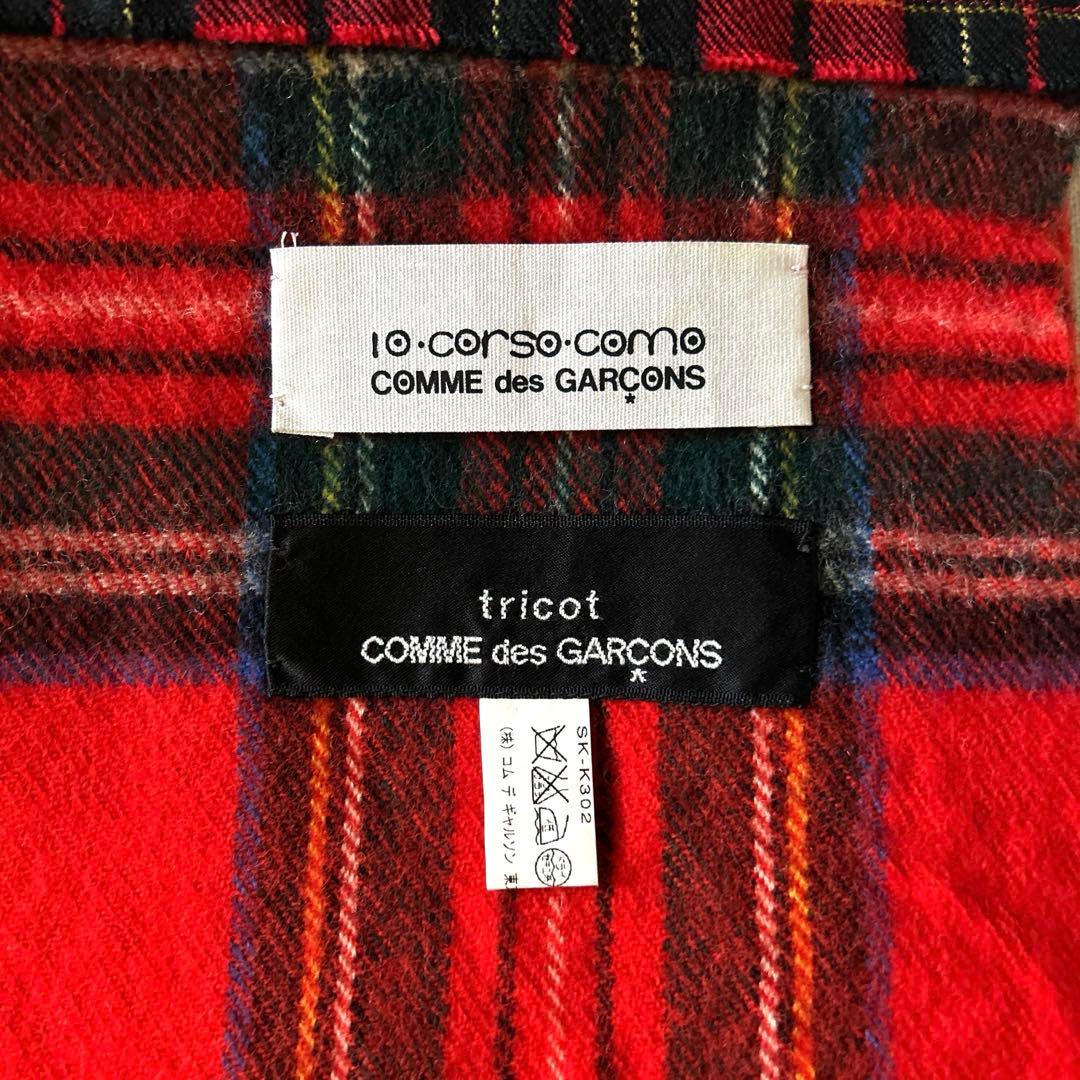 10·corso·como
COMME des GARÇONS
tricot
COMME des GARÇONS
SK-K302
(株) コム デ ギャルソン 東